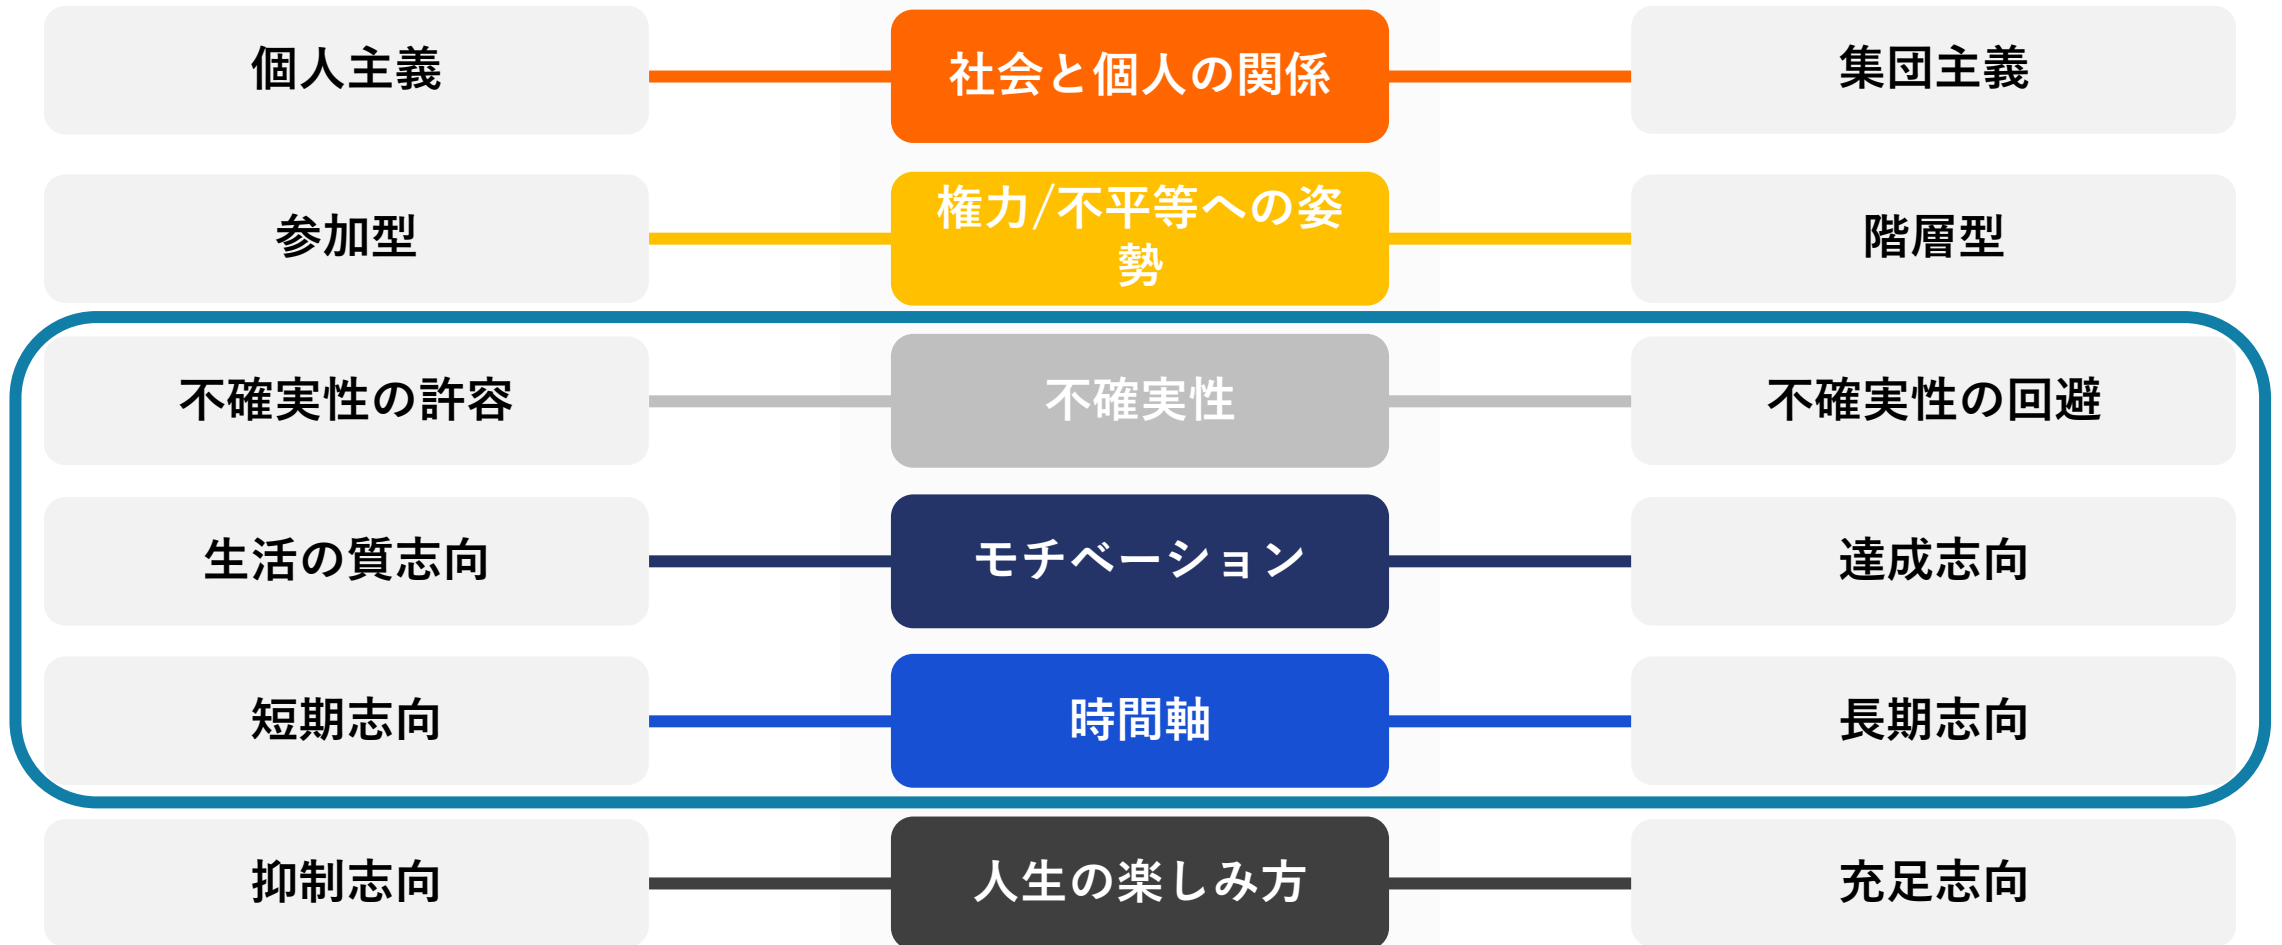 個人主義
社会と個人の関係
集団主義
参加型
権力/不平等への姿
勢
階層型
不確実性の許容
不確実性
不確実性の回避
生活の質志向
モチベーション
達成志向
短期志向
時間軸
長期志向
抑制志向
人生の楽しみ方
充足志向